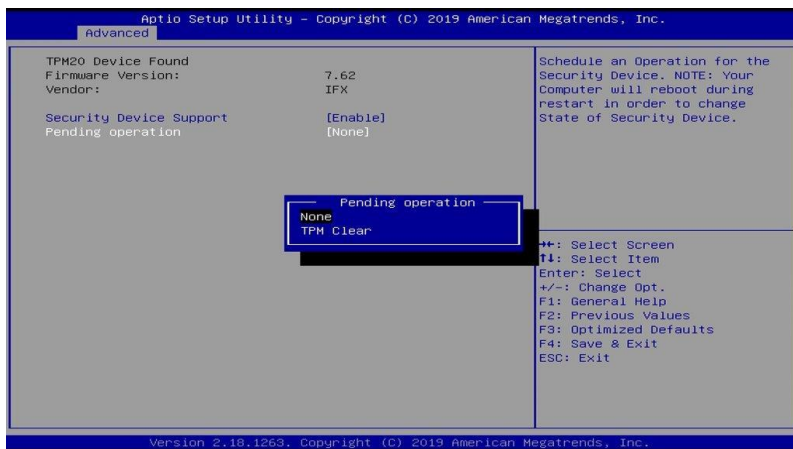 Aptio Setup Utility – Copyright (C) 2019 American Megatrends, Inc.
Advanced
TPM20 Device Found
Firmware Version: 7.62
Vendor: IFX
Security Device Support [Enable]
Pending operation [None]
Pending operation
None
TPM Clear
Schedule an Operation for the
Security Device. NOTE: Your
Computer will reboot during
restart in order to change
State of Security Device.
→←: Select Screen
↑↓: Select Item
Enter: Select
+/-: Change Opt.
F1: General Help
F2: Previous Values
F3: Optimized Defaults
F4: Save & Exit
ESC: Exit
Version 2.18.1263. Copyright (C) 2019 American Megatrends, Inc.